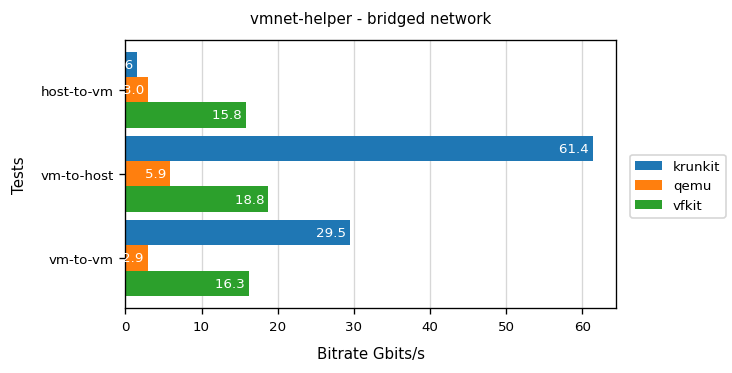 vmnet-helper - bridged network
host-to-vm
6
3.0
15.8
vm-to-host
61.4
5.9
18.8
vm-to-vm
29.5
2.9
16.3
0 10 20 30 40 50 60
Bitrate Gbits/s
Tests
krunkit
qemu
vfkit